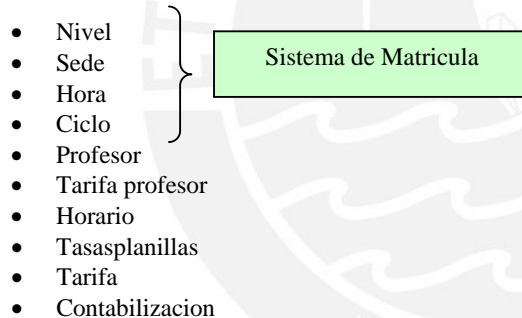 • Nivel
• Sede
• Hora
• Ciclo
• Profesor
• Tarifa profesor
• Horario
• Tasasplanillas
• Tarifa
• Contabilizacion
Sistema de Matricula